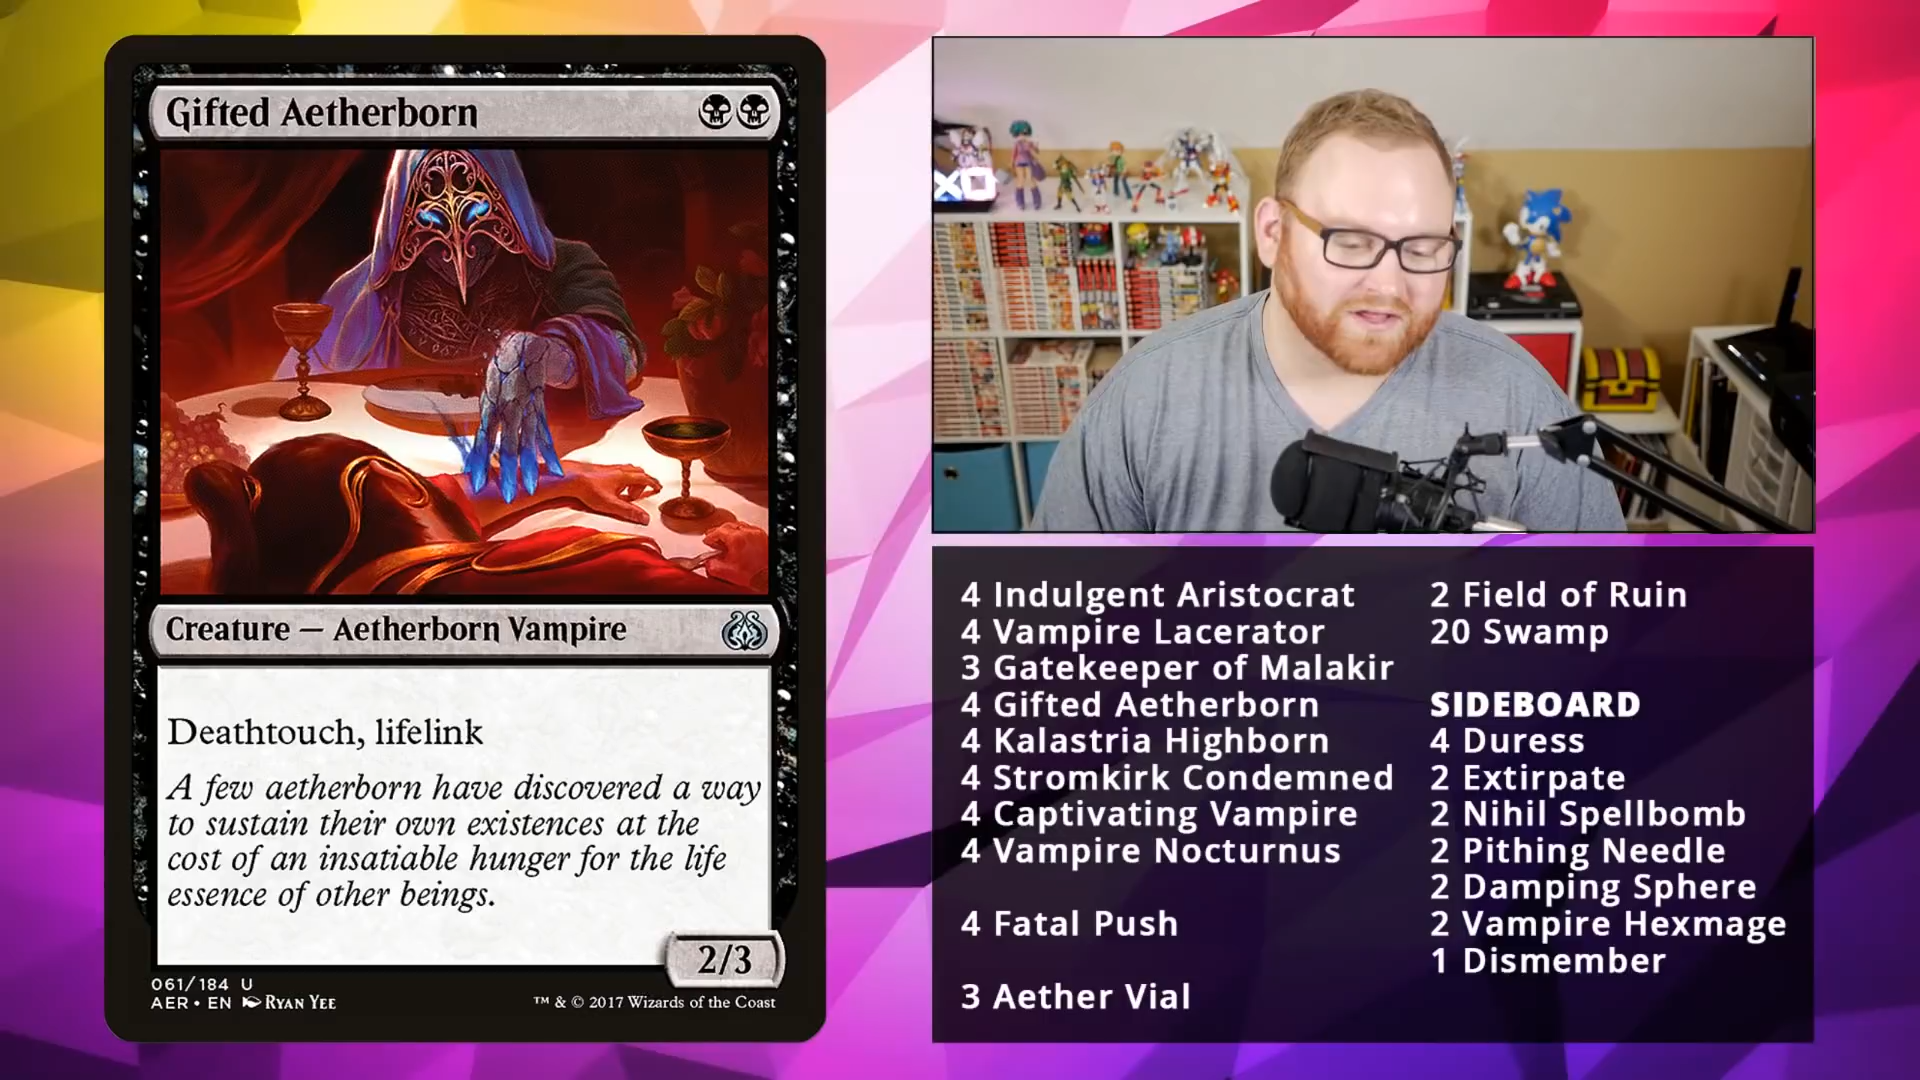 Gifted Aetherborn
Creature — Aetherborn Vampire
Deathtouch, lifelink
A few aetherborn have discovered a way
to sustain their own existences at the
cost of an insatiable hunger for the life
essence of other beings.
2/3
061/184 U
AER • EN Ryan Yee
™ & © 2017 Wizards of the Coast
4 Indulgent Aristocrat
4 Vampire Lacerator
3 Gatekeeper of Malakir
4 Gifted Aetherborn
4 Kalastria Highborn
4 Stromkirk Condemned
4 Captivating Vampire
4 Vampire Nocturnus
4 Fatal Push
3 Aether Vial
2 Field of Ruin
20 Swamp
SIDEBOARD
4 Duress
2 Extirpate
2 Nihil Spellbomb
2 Pithing Needle
2 Damping Sphere
2 Vampire Hexmage
1 Dismember